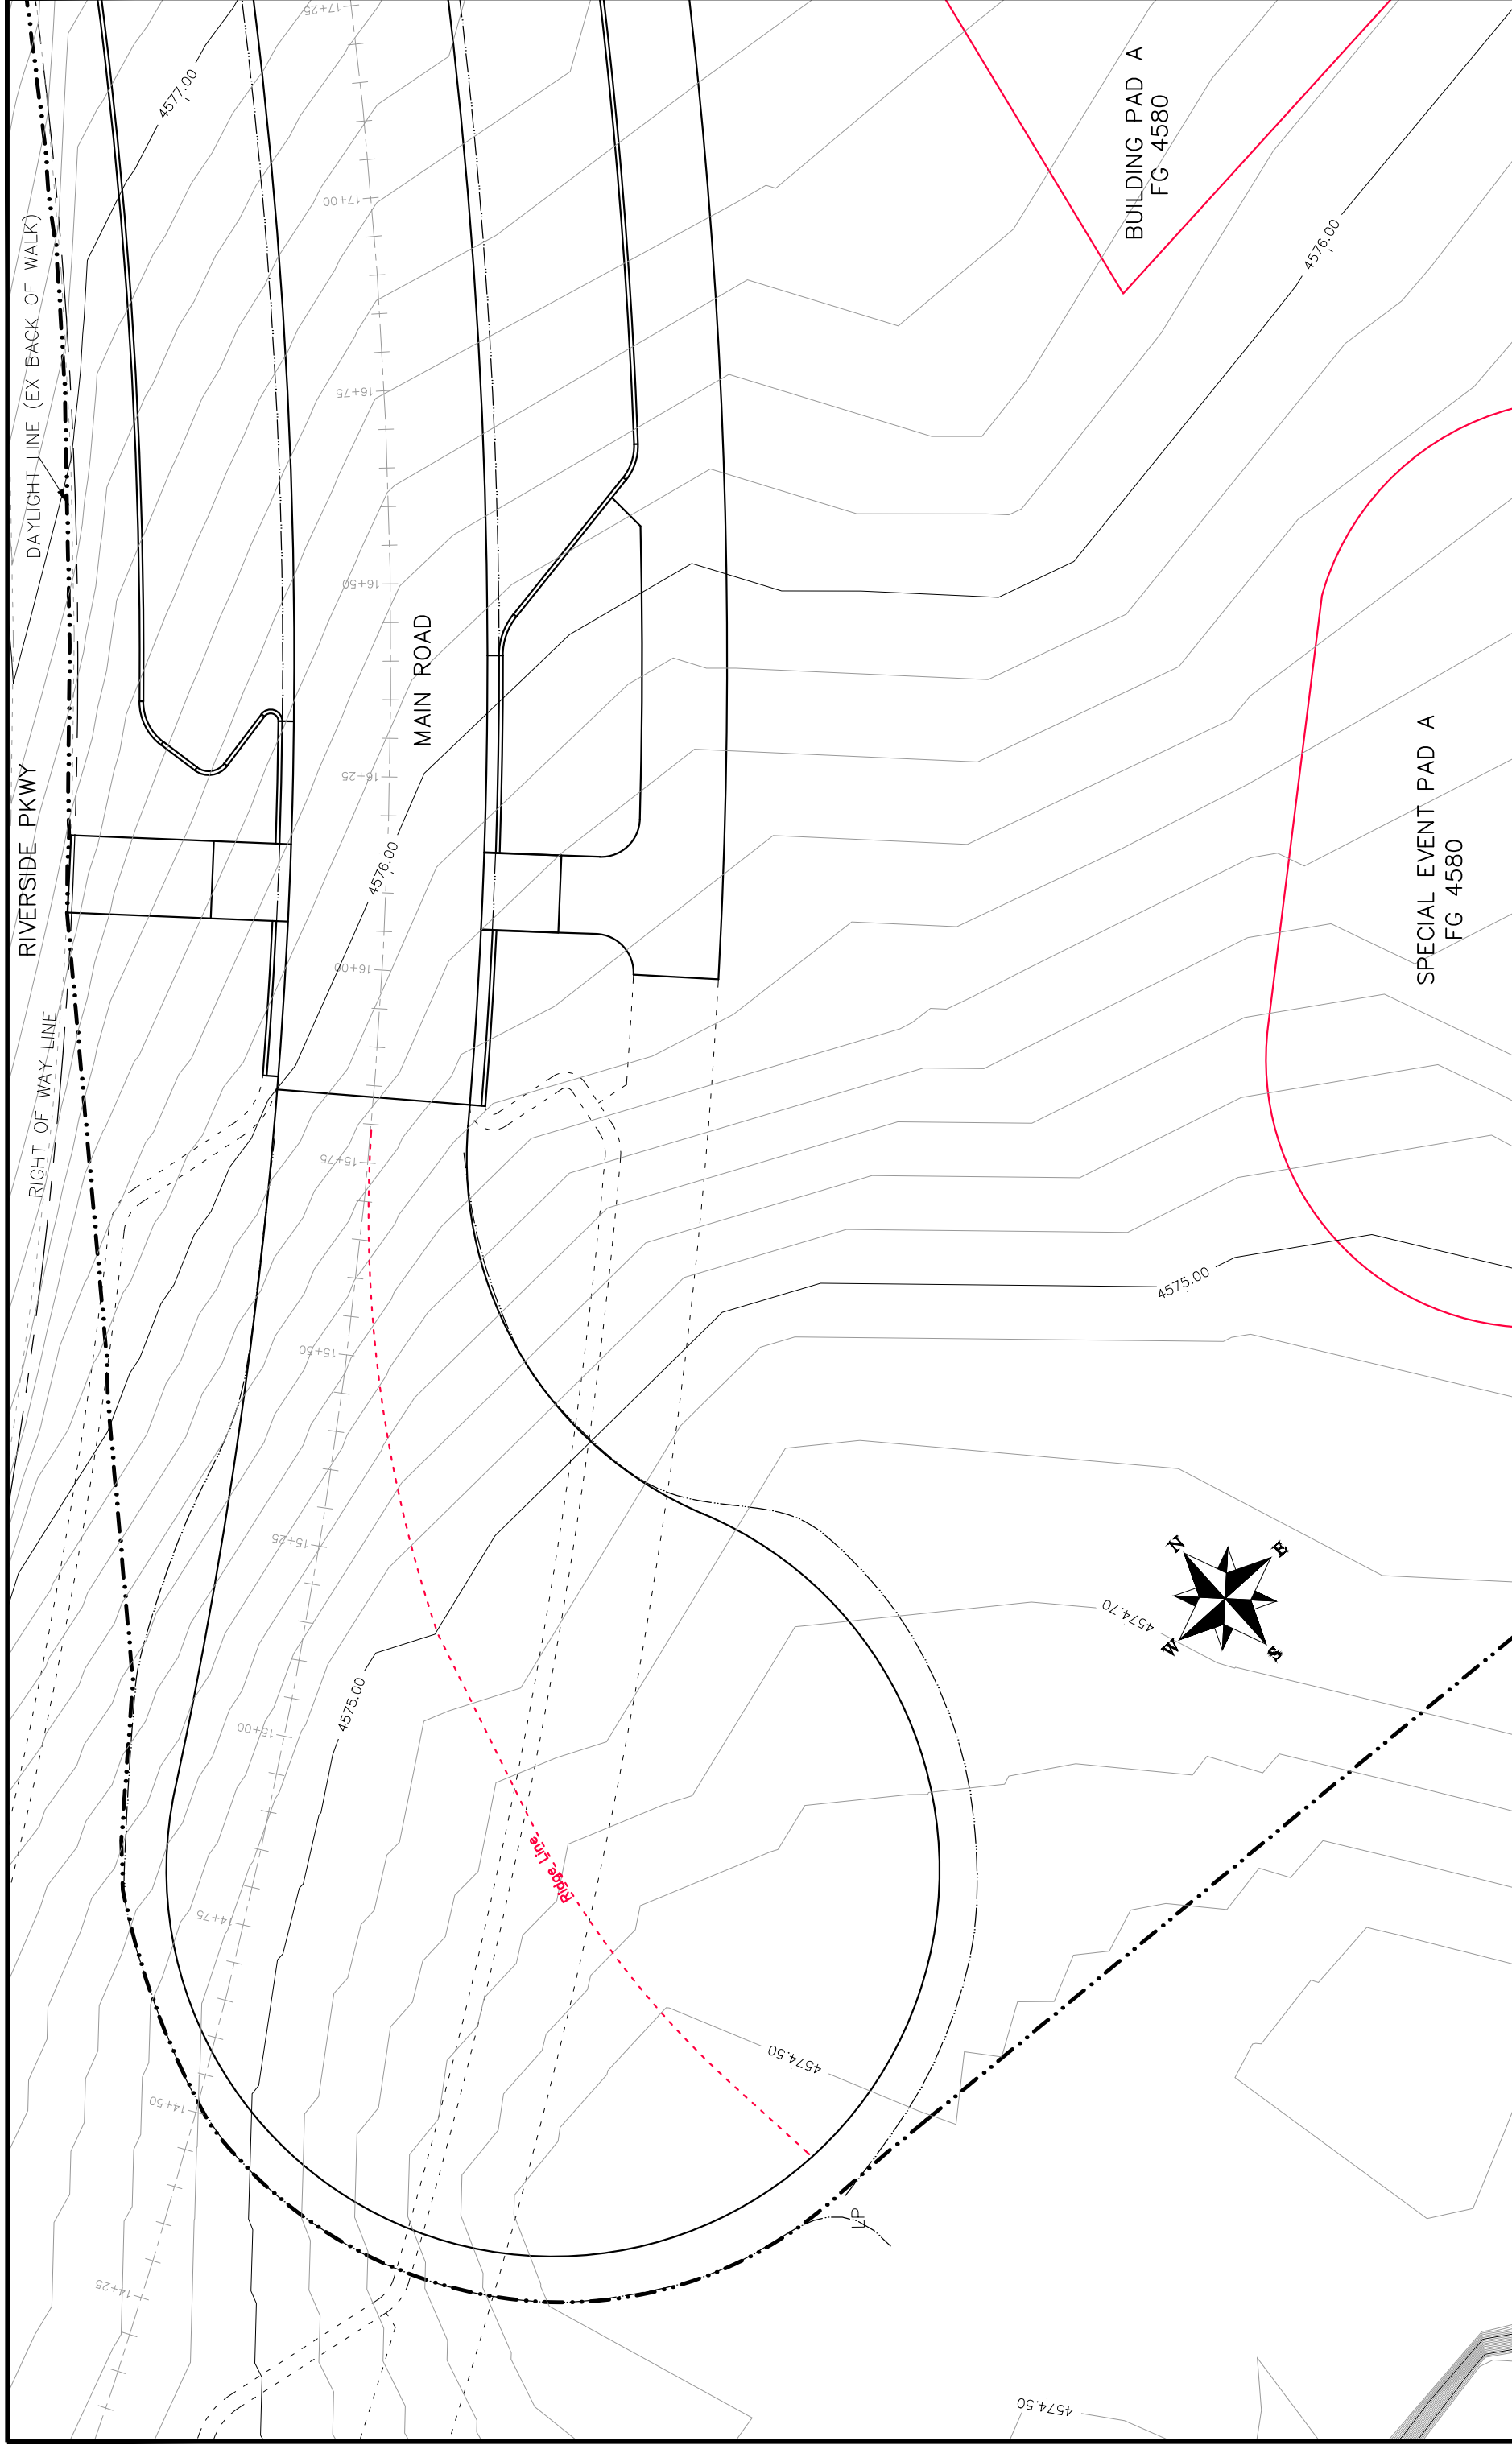 17+25
4577.00
BUILDING PAD A
FG 4580
17+00
DAYLIGHT LINE (EX BACK OF WALK)
4576.00
16+75
16+50
MAIN ROAD
RIVERSIDE PKWY
16+25
SPECIAL EVENT PAD A
FG 4580
4576.00
16+00
RIGHT OF WAY LINE
15+75
4575.00
15+50
15+25
N
E
W
S
4574.70
4575.00
15+00
Ridge Line
14+75
4574.50
14+50
LP
14+25
4574.50